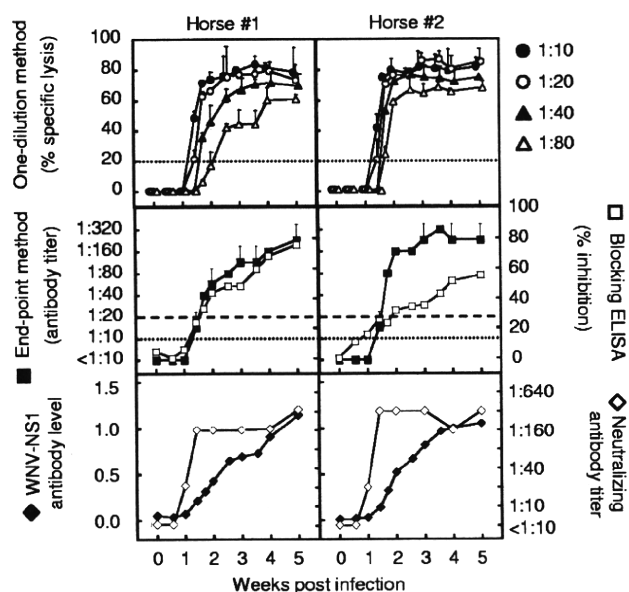 Horse #1
Horse #2
One-dilution method
(% specific lysis)
100
80
60
40
20
0
1:10
1:20
1:40
1:80
End-point method
(antibody titer)
1:320
1:160
1:80
1:40
1:20
1:10
<1:10
100
80
60
40
20
0
Blocking ELISA
(% inhibition)
WNV-NS1
antibody level
1.5
1.0
0.5
0.0
1:640
1:160
1:40
1:10
<1:10
Neutralizing
antibody titer
0 1 2 3 4 5
0 1 2 3 4 5
Weeks post infection